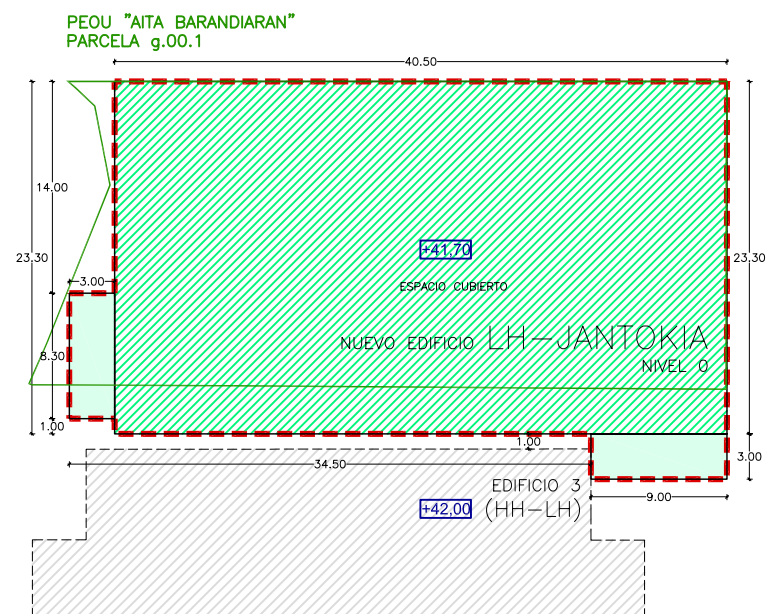 PEOU "AITA BARANDIARAN"
PARCELA g.00.1
40.50
14.00
23.30
+41,70
23.30
3.00
ESPACIO CUBIERTO
NUEVO EDIFICIO LH-JANTOKIA
8.30
NIVEL 0
1.00
1.00
3.00
34.50
EDIFICIO 3
9.00
+42,00 (HH-LH)